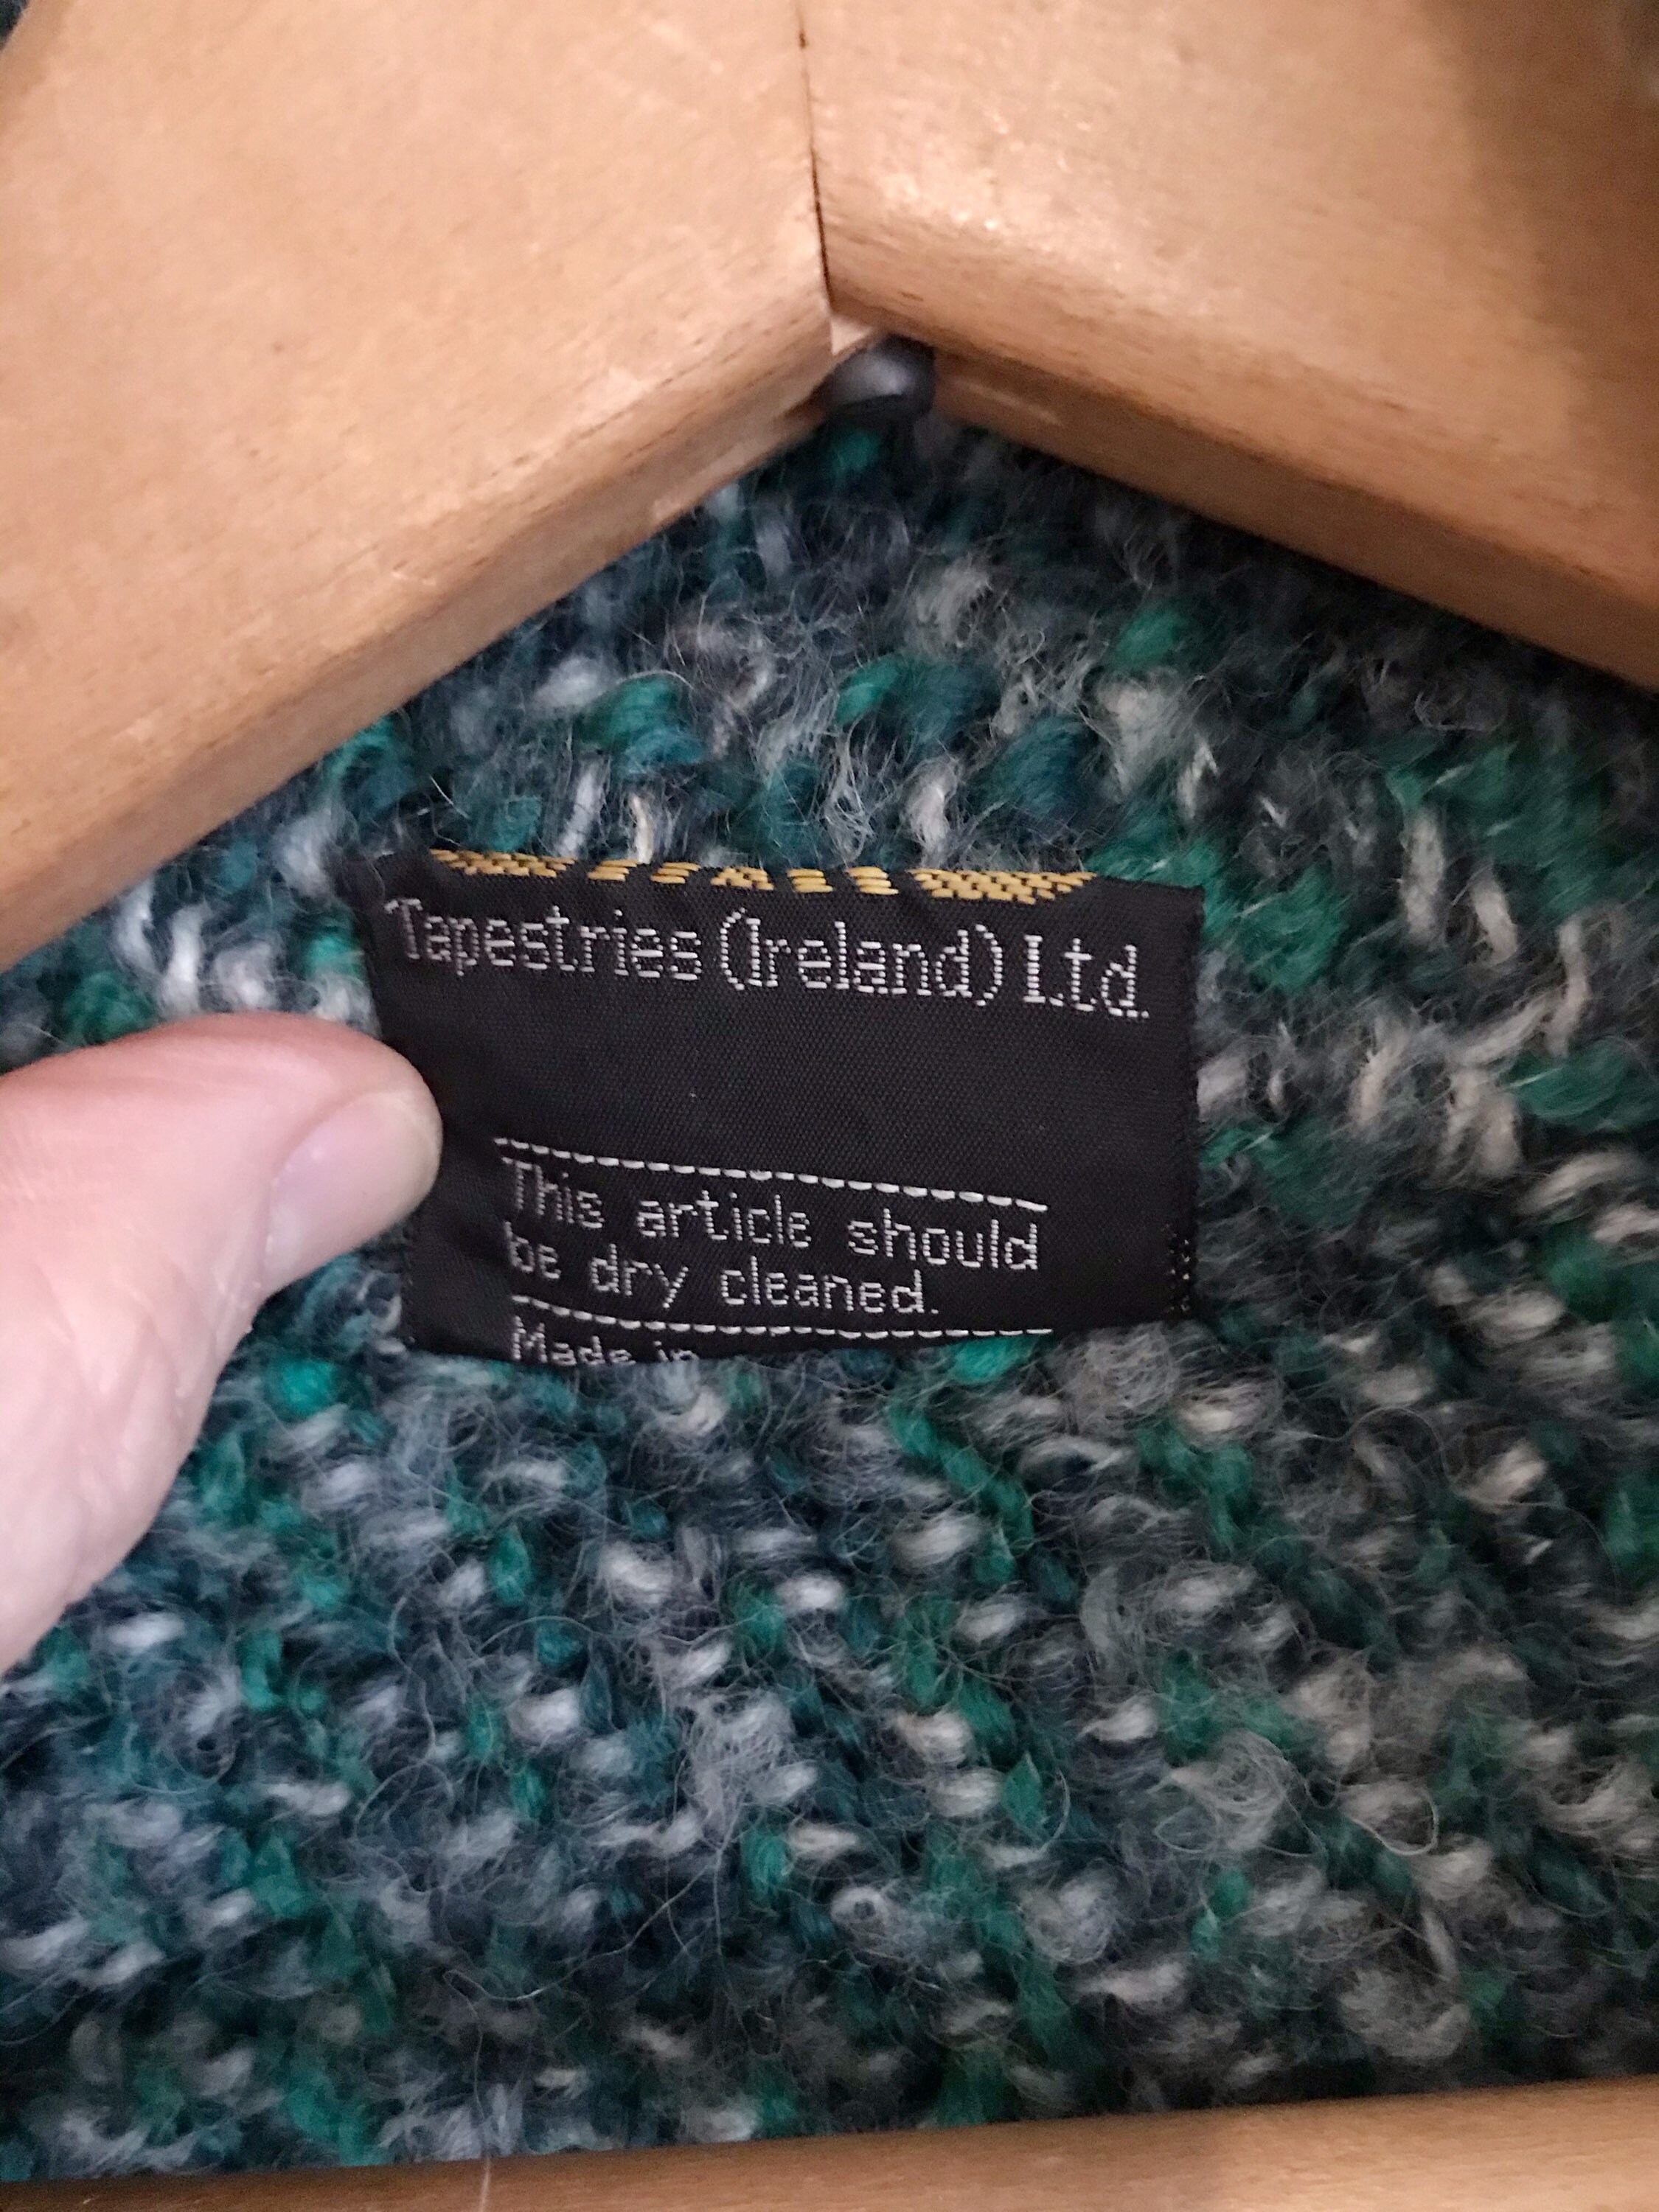 Tapestries (Ireland) Ltd.
This article should
be dry cleaned.
Made in